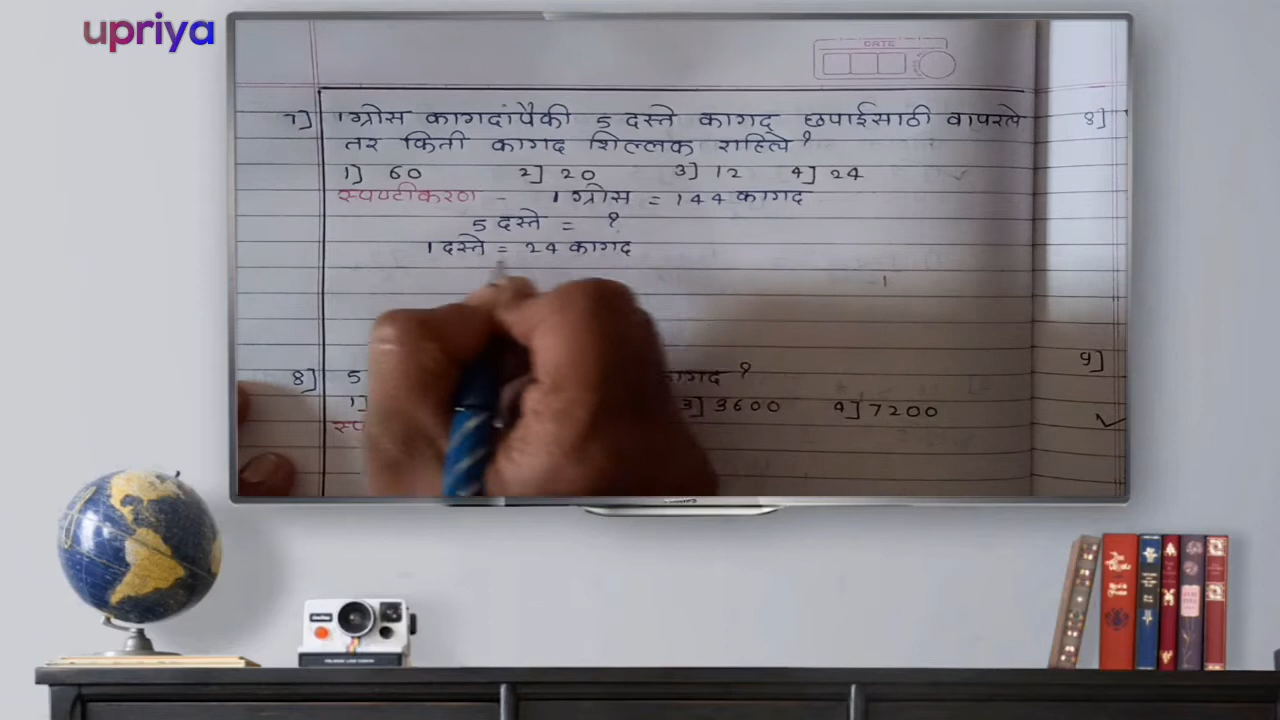 upriya
DATE
7] 1 ग्रोस कागदांपैकी 5 दस्ते कागद छपाईसाठी वापरले
तर किती कागद शिल्लक राहिले ?
1] 60 2] 20 3] 12 4] 24
स्पष्टीकरण - 1 ग्रोस = 144 कागद
5 दस्ते = ?
1 दस्ते = 24 कागद
8] 5 कागद ?
1] 3] 3600 4] 7200
स्प
8]
9]